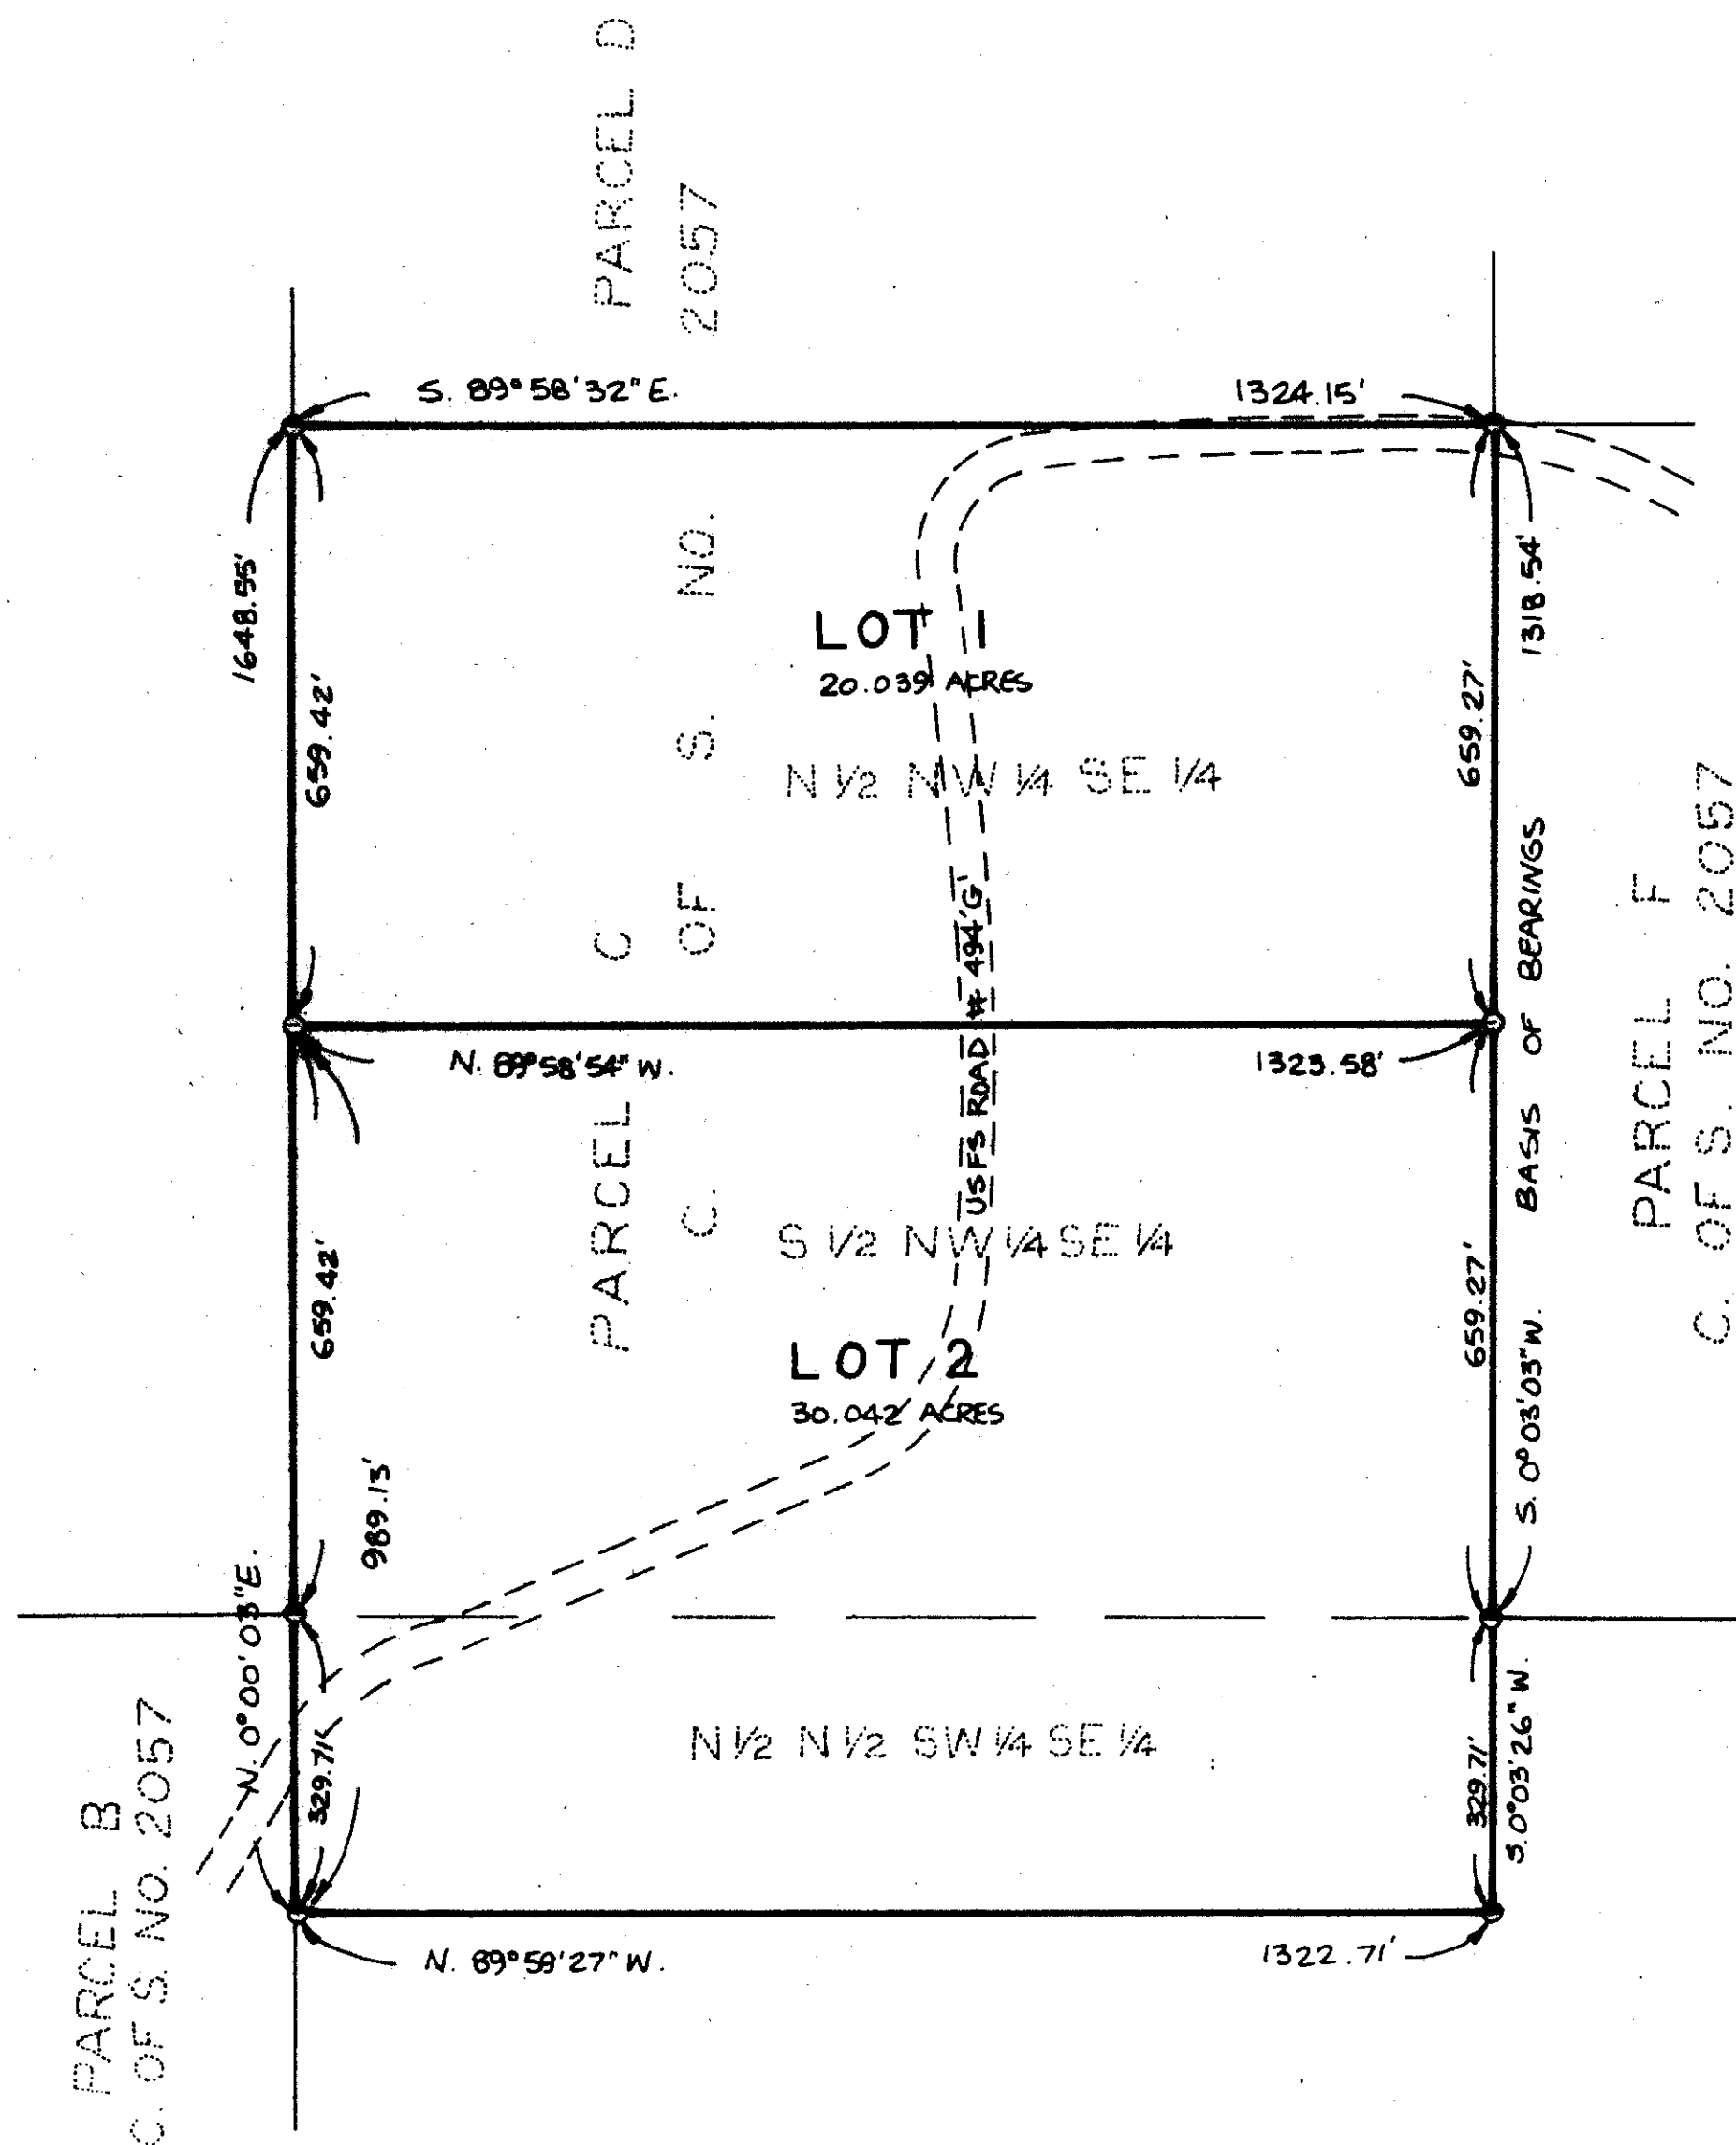 PARCEL D
2057
S. 89°58'32" E.
1324.15'
1648.55'
659.42'
LOT 1
20.039 ACRES
N 1/2 NW 1/4 SE 1/4
659.27'
1318.54'
PARCEL C
C. OF S. NO.
USFS ROAD # 494'G'
N. 89°58'54" W.
1323.58'
S 1/2 NW 1/4 SE 1/4
LOT 2
30.042 ACRES
659.42'
989.13'
659.27'
S. 0°03'03" W. BASIS OF BEARINGS
PARCEL F
C. OF S. NO. 2057
N. 0°00'03" E.
329.71'
N 1/2 N 1/2 SW 1/4 SE 1/4
329.71'
S. 0°03'26" W.
PARCEL B
C. OF S. NO. 2057
N. 89°59'27" W.
1322.71'